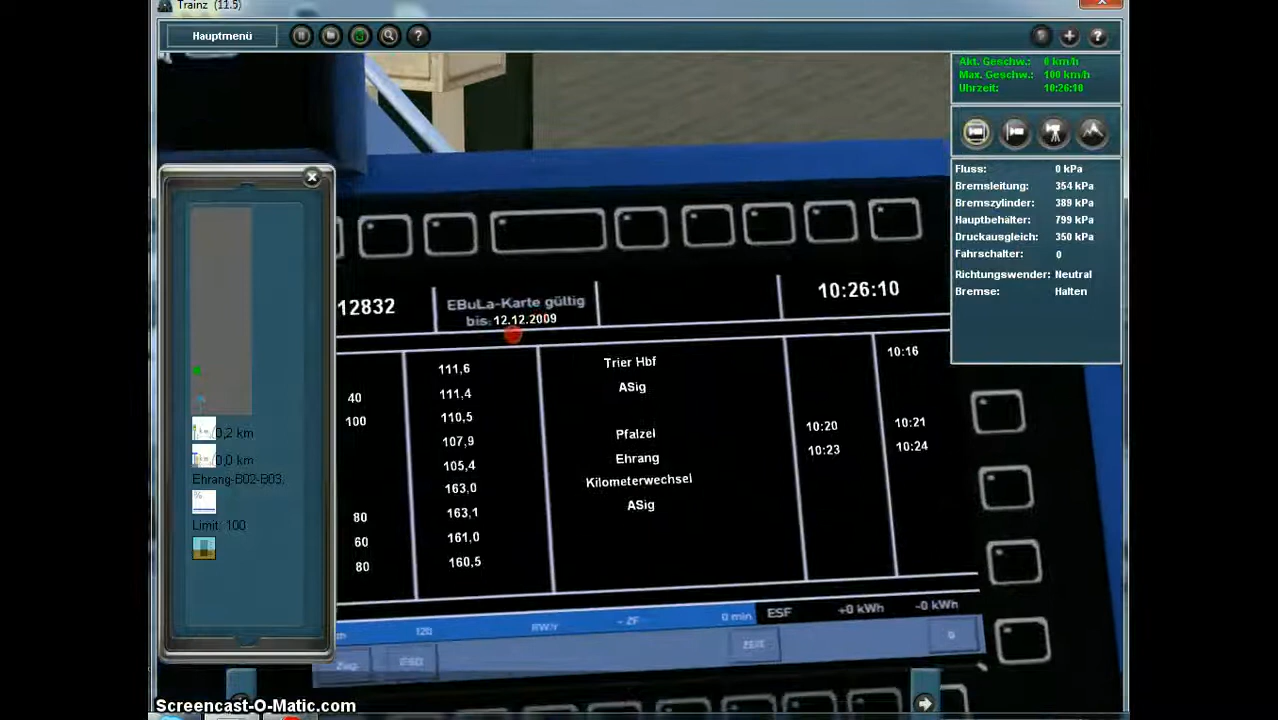 Trainz (11.5)
Hauptmenü
Akt. Geschw.: 0 km/h
Max. Geschw.: 100 km/h
Uhrzeit: 10:26:10
Fluss: 0 kPa
Bremsleitung: 354 kPa
Bremszylinder: 389 kPa
Hauptbehälter: 799 kPa
Druckausgleich: 350 kPa
Fahrschalter: 0
Richtungswender: Neutral
Bremse: Halten
12832
EBuLa-Karte gültig
bis: 12.12.2009
10:26:10
111,6 Trier Hbf 10:16
40 111,4 ASig
100 110,5
107,9 Pfalzel 10:20 10:21
105,4 Ehrang 10:23 10:24
163,0 Kilometerwechsel
80 163,1 ASig
60 161,0
80 160,5
120 - ZF 0 min ESF +0 kWh -0 kWh
Zug ZEIT
0,2 km
0,0 km
Ehrang-B02-B03,
%
Limit: 100
Screencast-O-Matic.com